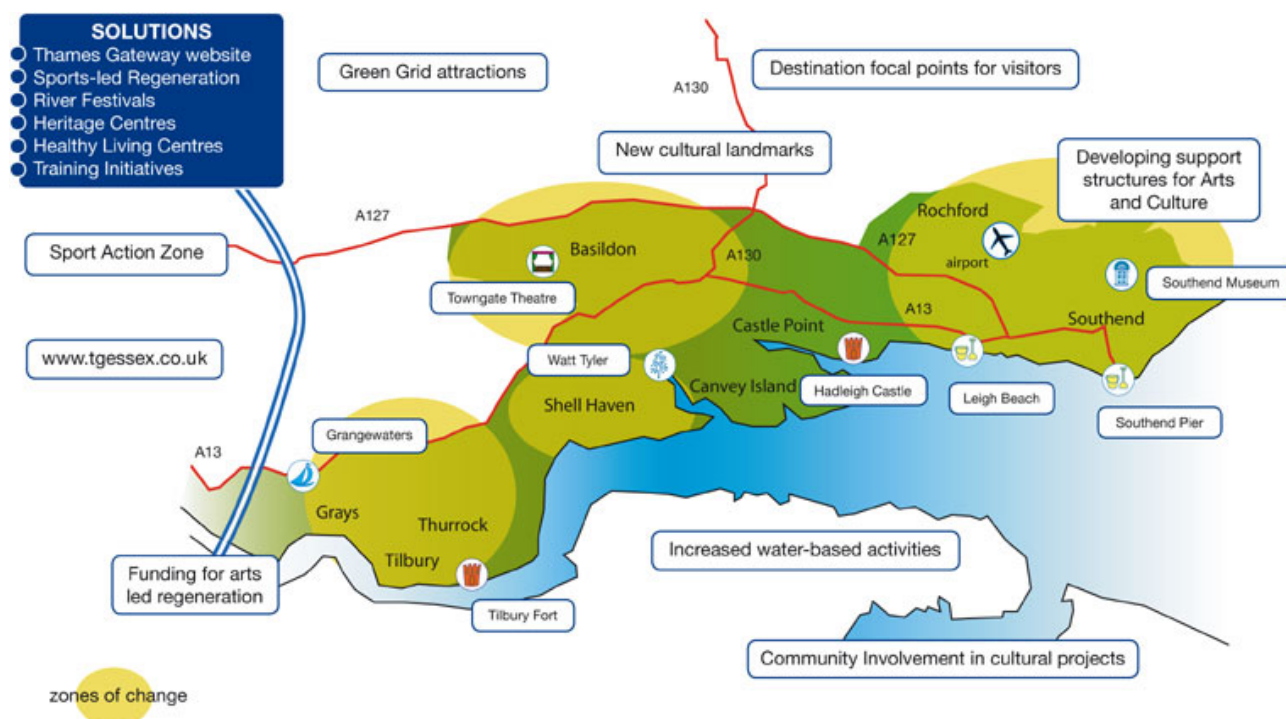 SOLUTIONS
Thames Gateway website
Sports-led Regeneration
River Festivals
Heritage Centres
Healthy Living Centres
Training Initiatives
Green Grid attractions
Destination focal points for visitors
A130
New cultural landmarks
Developing support
structures for Arts
and Culture
A127
Sport Action Zone
Basildon
A130
A127
Rochford
airport
Towngate Theatre
Southend Museum
A13
Southend
Castle Point
www.tgessex.co.uk
Watt Tyler
Canvey Island
Hadleigh Castle
Leigh Beach
Shell Haven
Southend Pier
Grangewaters
A13
Grays
Thurrock
Tilbury
Increased water-based activities
Funding for arts
led regeneration
Tilbury Fort
Community Involvement in cultural projects
zones of change